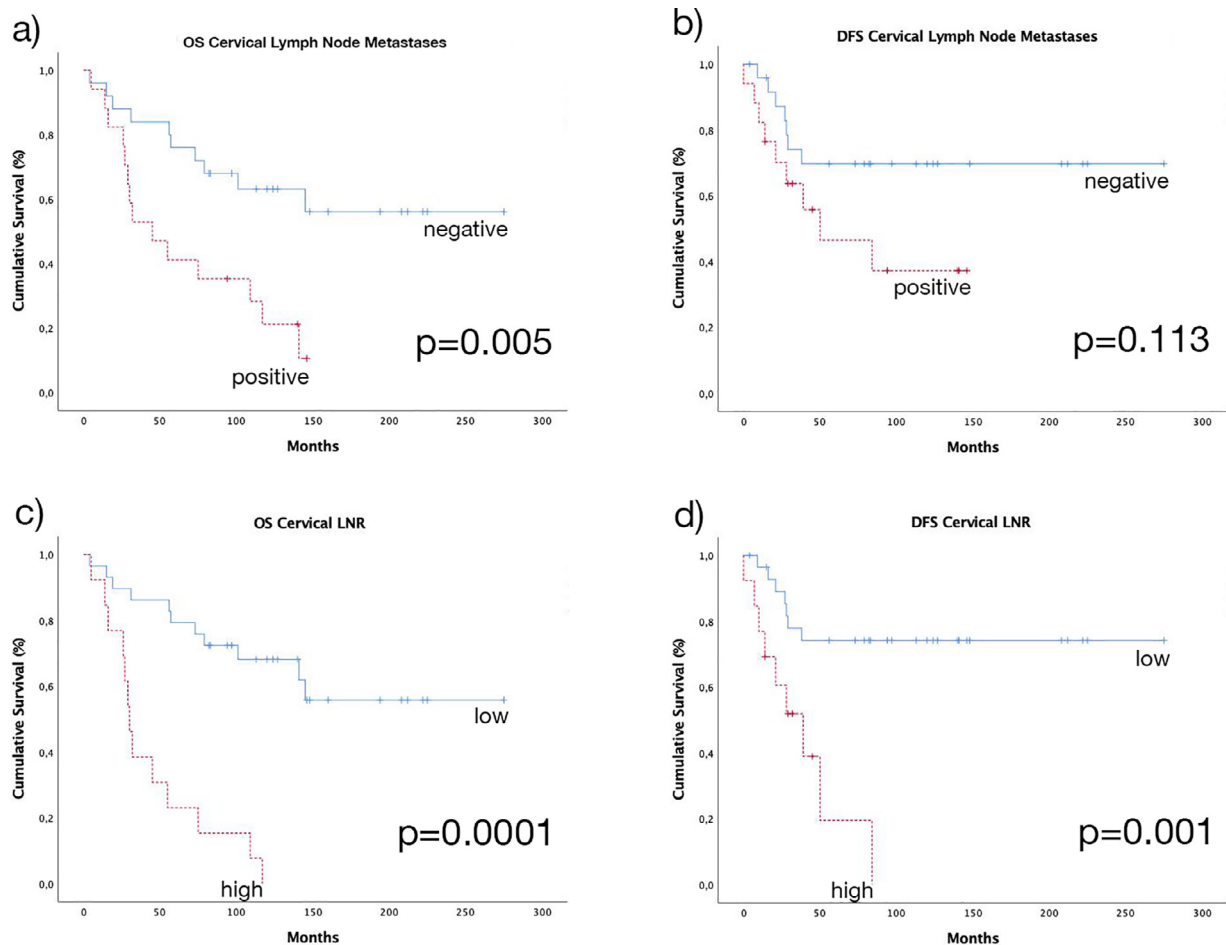 a)
OS Cervical Lymph Node Metastases
Cumulative Survival (%)
1,0
0,8
0,6
0,4
0,2
0,0
negative
positive
p=0.005
0 50 100 150 200 250 300
Months
b)
DFS Cervical Lymph Node Metastases
Cumulative Survival (%)
1,0
0,8
0,6
0,4
0,2
0,0
negative
positive
p=0.113
0 50 100 150 200 250 300
Months
c)
OS Cervical LNR
Cumulative Survival (%)
1,0
0,8
0,6
0,4
0,2
0,0
low
high
p=0.0001
0 50 100 150 200 250 300
Months
d)
DFS Cervical LNR
Cumulative Survival (%)
1,0
0,8
0,6
0,4
0,2
0,0
low
high
p=0.001
0 50 100 150 200 250 300
Months